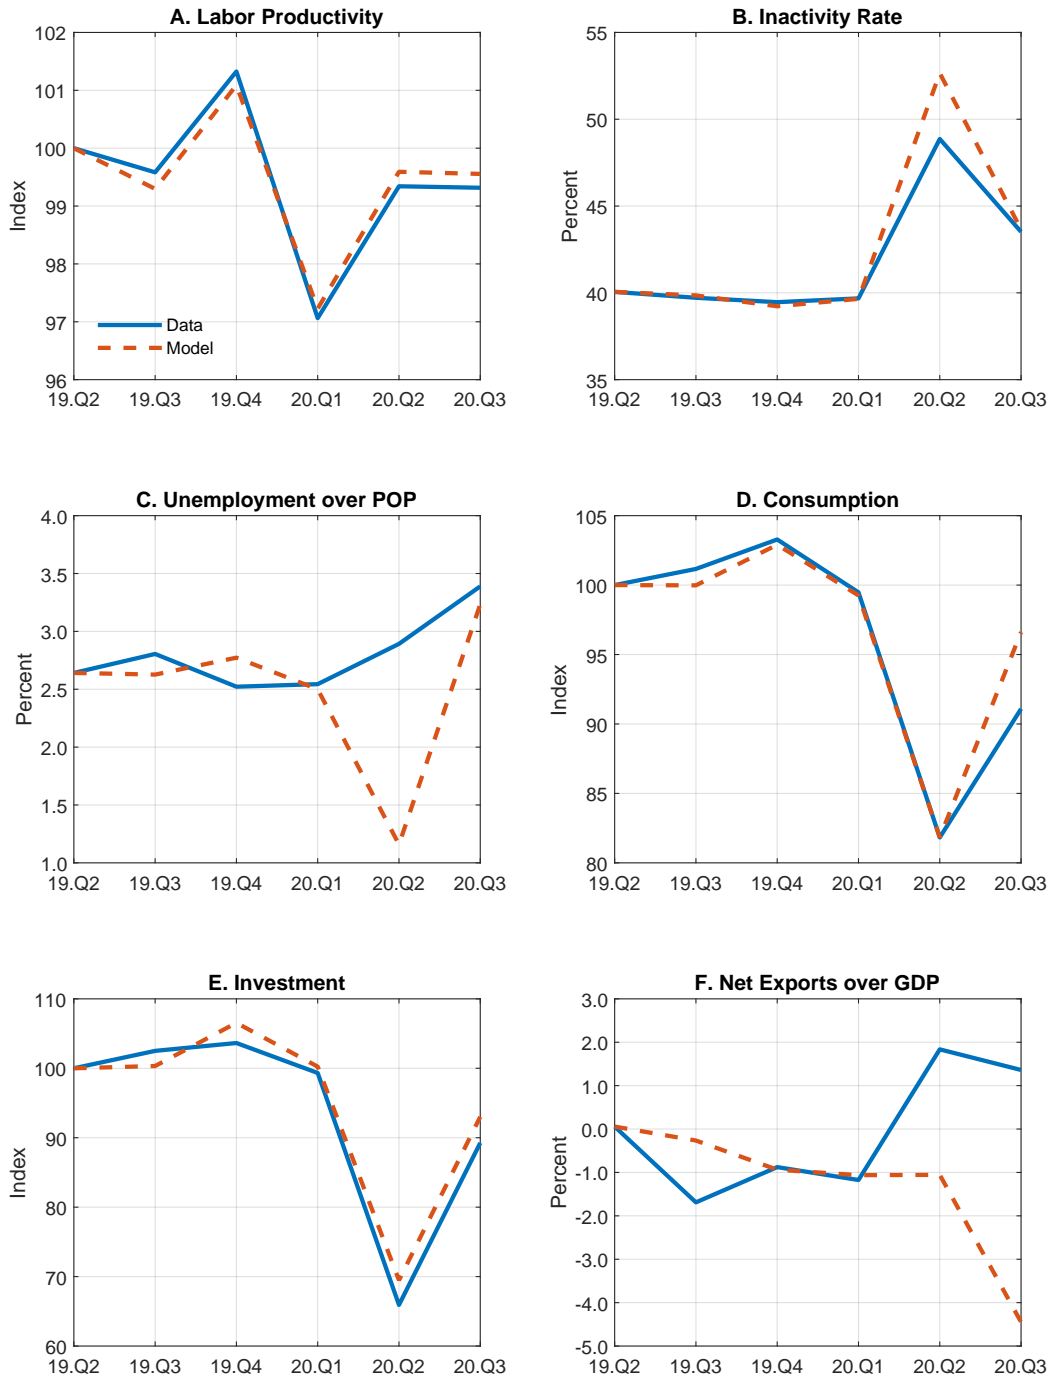 A. Labor Productivity
102
101
100
99
98
97
96
Index
Data
Model
19.Q2 19.Q3 19.Q4 20.Q1 20.Q2 20.Q3
B. Inactivity Rate
55
50
45
40
35
Percent
19.Q2 19.Q3 19.Q4 20.Q1 20.Q2 20.Q3
C. Unemployment over POP
4.0
3.5
3.0
2.5
2.0
1.5
1.0
Percent
19.Q2 19.Q3 19.Q4 20.Q1 20.Q2 20.Q3
D. Consumption
105
100
95
90
85
80
Index
19.Q2 19.Q3 19.Q4 20.Q1 20.Q2 20.Q3
E. Investment
110
100
90
80
70
60
Index
19.Q2 19.Q3 19.Q4 20.Q1 20.Q2 20.Q3
F. Net Exports over GDP
3.0
2.0
1.0
0.0
-1.0
-2.0
-3.0
-4.0
-5.0
Percent
19.Q2 19.Q3 19.Q4 20.Q1 20.Q2 20.Q3